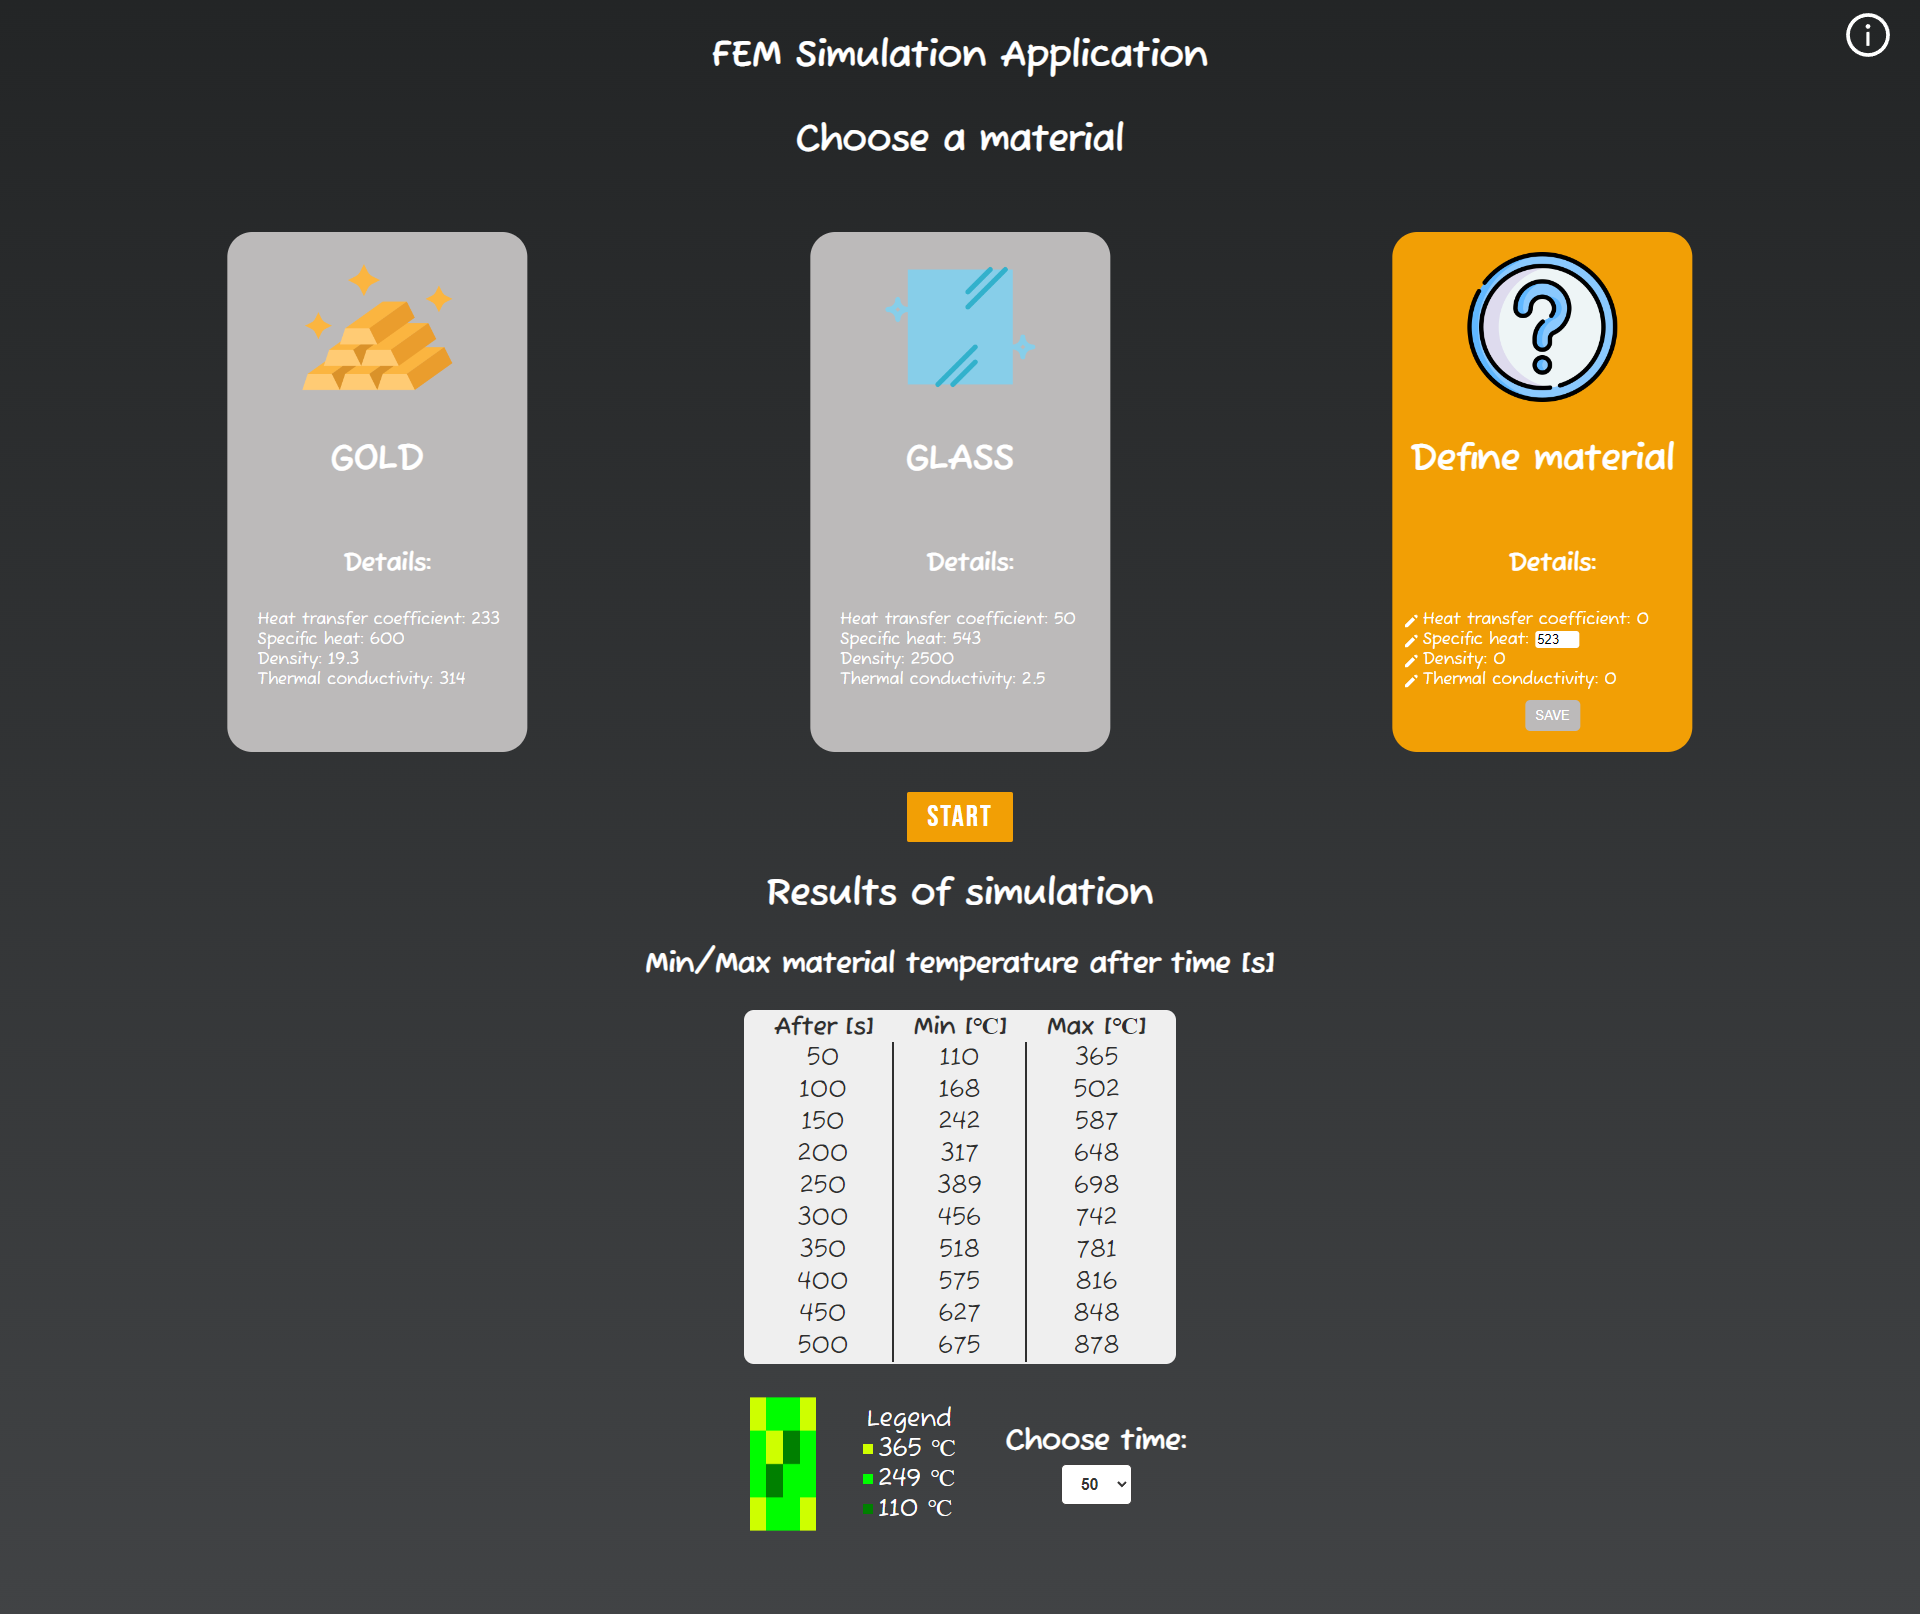 FEM Simulation Application
Choose a material
GOLD
Details:
Heat transfer coefficient: 233
Specific heat: 600
Density: 19.3
Thermal conductivity: 314
GLASS
Details:
Heat transfer coefficient: 50
Specific heat: 543
Density: 2500
Thermal conductivity: 2.5
Define material
Details:
Heat transfer coefficient: 0
Specific heat: 523
Density: 0
Thermal conductivity: 0
SAVE
START
Results of simulation
Min/Max material temperature after time [s]
After [s] Min [°C] Max [°C]
50 110 365
100 168 502
150 242 587
200 317 648
250 389 698
300 456 742
350 518 781
400 575 816
450 627 848
500 675 878
Legend
365 °C
249 °C
110 °C
Choose time:
50